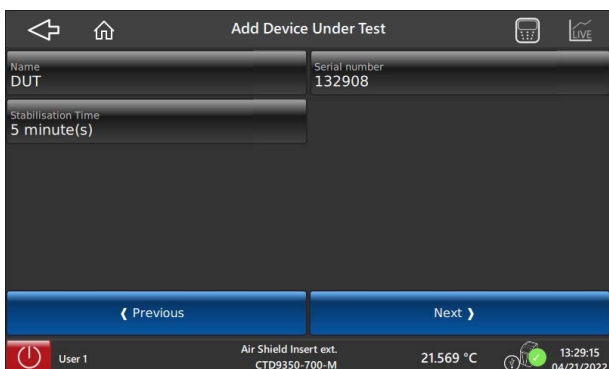 Add Device Under Test
LIVE
Name
DUT
Serial number
132908
Stabilisation Time
5 minute(s)
❰ Previous
Next ❱
User 1
Air Shield Insert ext.
CTD9350-700-M
21.569 °C
13:29:15
04/21/2022